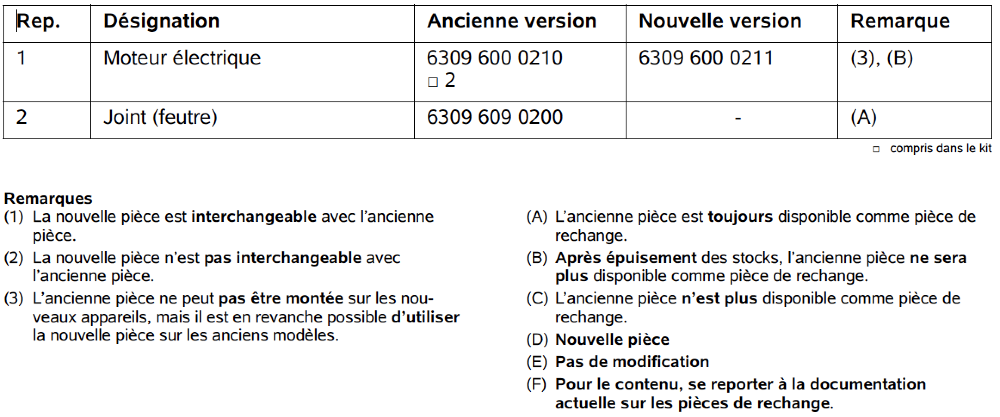 Rep. Désignation Ancienne version Nouvelle version Remarque
1 Moteur électrique 6309 600 0210 6309 600 0211 (3), (B)
□ 2
2 Joint (feutre) 6309 609 0200 - (A)
□ compris dans le kit
Remarques
(1) La nouvelle pièce est interchangeable avec l’ancienne
pièce.
(2) La nouvelle pièce n’est pas interchangeable avec
l’ancienne pièce.
(3) L’ancienne pièce ne peut pas être montée sur les nou-
veaux appareils, mais il est en revanche possible d’utiliser
la nouvelle pièce sur les anciens modèles.
(A) L’ancienne pièce est toujours disponible comme pièce de
rechange.
(B) Après épuisement des stocks, l’ancienne pièce ne sera
plus disponible comme pièce de rechange.
(C) L’ancienne pièce n’est plus disponible comme pièce de
rechange.
(D) Nouvelle pièce
(E) Pas de modification
(F) Pour le contenu, se reporter à la documentation
actuelle sur les pièces de rechange.